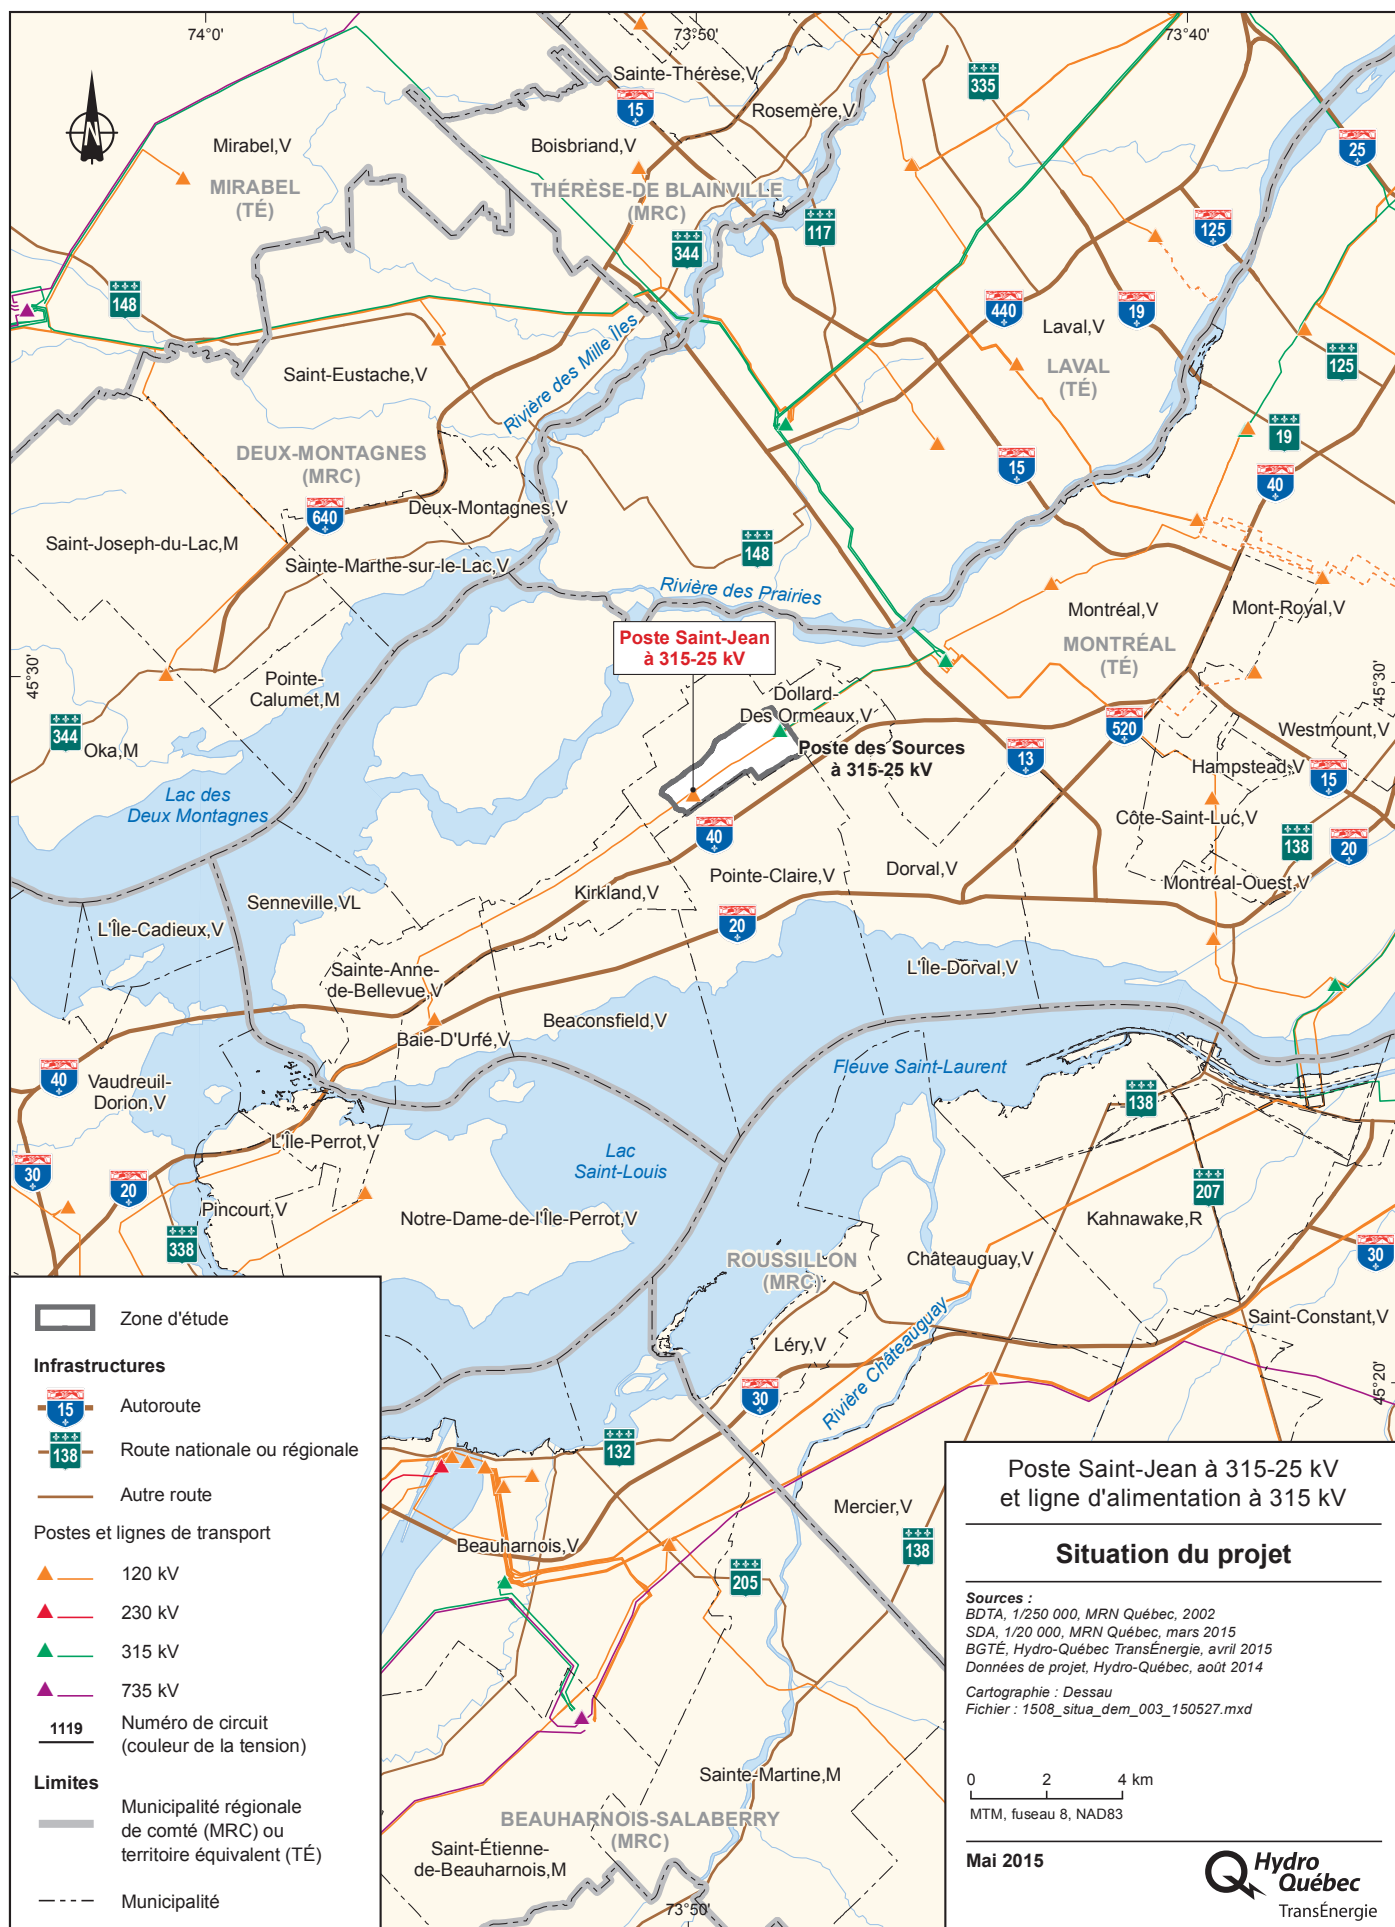 74°0'
73°50'
73°40'
Sainte-Thérèse,V
335
15
Rosemère,V
N
Mirabel,V
Boisbriand,V
25
MIRABEL
(TÉ)
THÉRÈSE-DE BLAINVILLE
(MRC)
117
125
344
148
440
19
Laval,V
Rivière des Mille Îles
LAVAL
(TÉ)
125
Saint-Eustache,V
19
DEUX-MONTAGNES
(MRC)
15
40
640
Deux-Montagnes,V
Saint-Joseph-du-Lac,M
148
Sainte-Marthe-sur-le-Lac,V
Rivière des Prairies
Montréal,V
Mont-Royal,V
Poste Saint-Jean
à 315-25 kV
MONTRÉAL
(TÉ)
45°30'
45°30'
Pointe-
Calumet,M
Dollard-
Des Ormeaux,V
344
Oka,M
520
Westmount,V
Poste des Sources
à 315-25 kV
13
Hampstead,V
15
Lac des
Deux Montagnes
Côte-Saint-Luc,V
40
138
20
Pointe-Claire,V
Dorval,V
Montréal-Ouest,V
Senneville,VL
Kirkland,V
20
L'Île-Cadieux,V
Sainte-Anne-
de-Bellevue,V
L'Île-Dorval,V
Beaconsfield,V
Baie-D'Urfé,V
Fleuve Saint-Laurent
40
Vaudreuil-
Dorion,V
138
L'Île-Perrot,V
Lac
Saint-Louis
30
20
207
Pincourt,V
Notre-Dame-de-l'Île-Perrot,V
Kahnawake,R
338
ROUSSILLON
(MRC)
Châteauguay,V
30
Saint-Constant,V
Léry,V
Rivière Châteauguay
45°20'
30
132
Mercier,V
Beauharnois,V
138
205
Sainte-Martine,M
BEAUHARNOIS-SALABERRY
(MRC)
Saint-Étienne-
de-Beauharnois,M
73°50'
Zone d'étude
Infrastructures
15
Autoroute
138
Route nationale ou régionale
Autre route
Postes et lignes de transport
120 kV
230 kV
315 kV
735 kV
1119
Numéro de circuit
(couleur de la tension)
Limites
Municipalité régionale
de comté (MRC) ou
territoire équivalent (TÉ)
Municipalité
Poste Saint-Jean à 315-25 kV
et ligne d'alimentation à 315 kV
Situation du projet
Sources :
BDTA, 1/250 000, MRN Québec, 2002
SDA, 1/20 000, MRN Québec, mars 2015
BGTÉ, Hydro-Québec TransÉnergie, avril 2015
Données de projet, Hydro-Québec, août 2014
Cartographie : Dessau
Fichier : 1508_situa_dem_003_150527.mxd
0 2 4 km
MTM, fuseau 8, NAD83
Mai 2015
Hydro
Québec
TransÉnergie